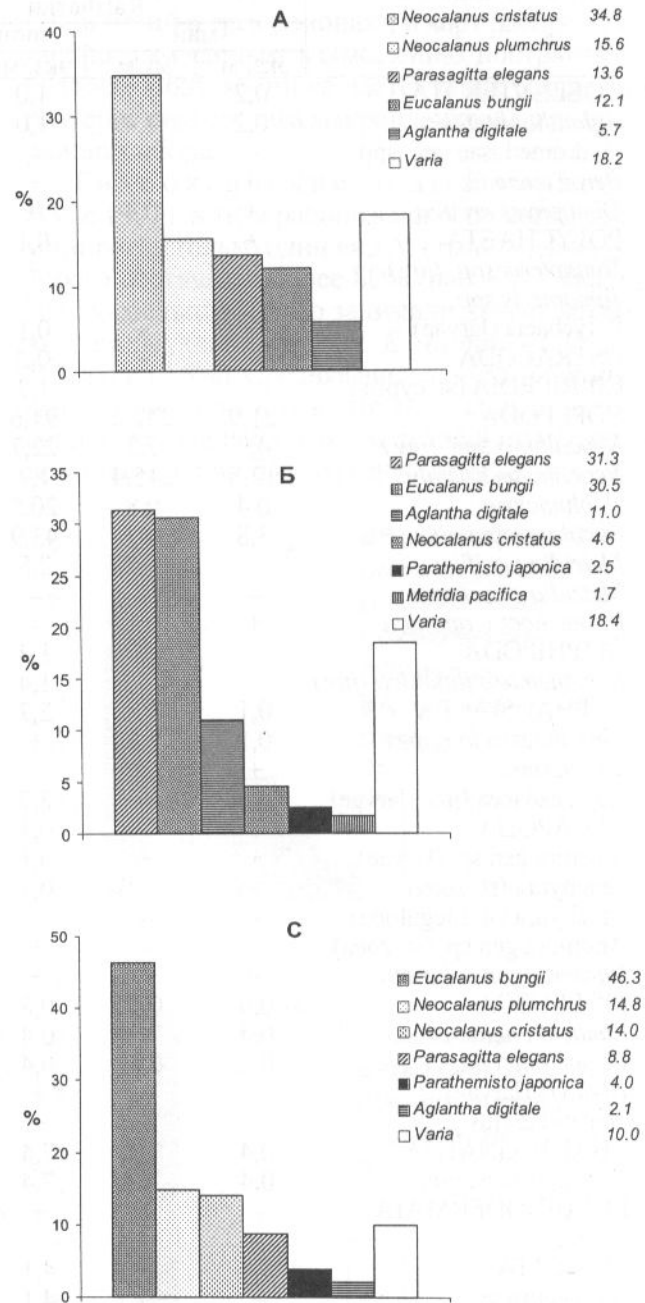 А
Neocalanus cristatus 34.8
Neocalanus plumchrus 15.6
Parasagitta elegans 13.6
Eucalanus bungii 12.1
Aglantha digitale 5.7
Varia 18.2
40
30
20
10
0
%
Б
Parasagitta elegans 31.3
Eucalanus bungii 30.5
Aglantha digitale 11.0
Neocalanus cristatus 4.6
Parathemisto japonica 2.5
Metridia pacifica 1.7
Varia 18.4
35
30
25
20
15
10
5
0
%
С
Eucalanus bungii 46.3
Neocalanus plumchrus 14.8
Neocalanus cristatus 14.0
Parasagitta elegans 8.8
Parathemisto japonica 4.0
Aglantha digitale 2.1
Varia 10.0
50
40
30
20
10
0
%